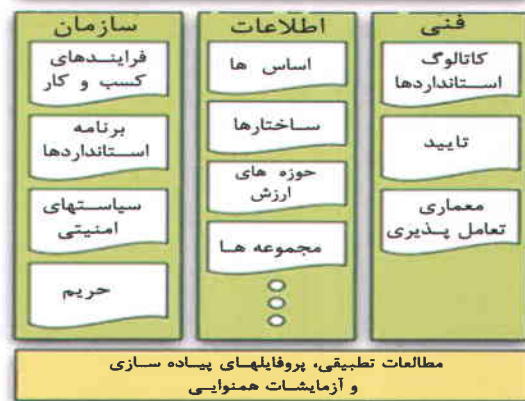 فنی
کاتالوگ
استانداردها
تایید
معماری
تعامل پذیری
اطلاعات
اساس ها
ساختارها
حوزه های
ارزش
مجموعه ها
سازمان
فرایندهای
کسب و کار
برنامه
استانداردها
سیاستهای
امنیتی
حریم
مطالعات تطبیقی، پروفایلهای پیاده سازی
و آزمایشات همنوایی